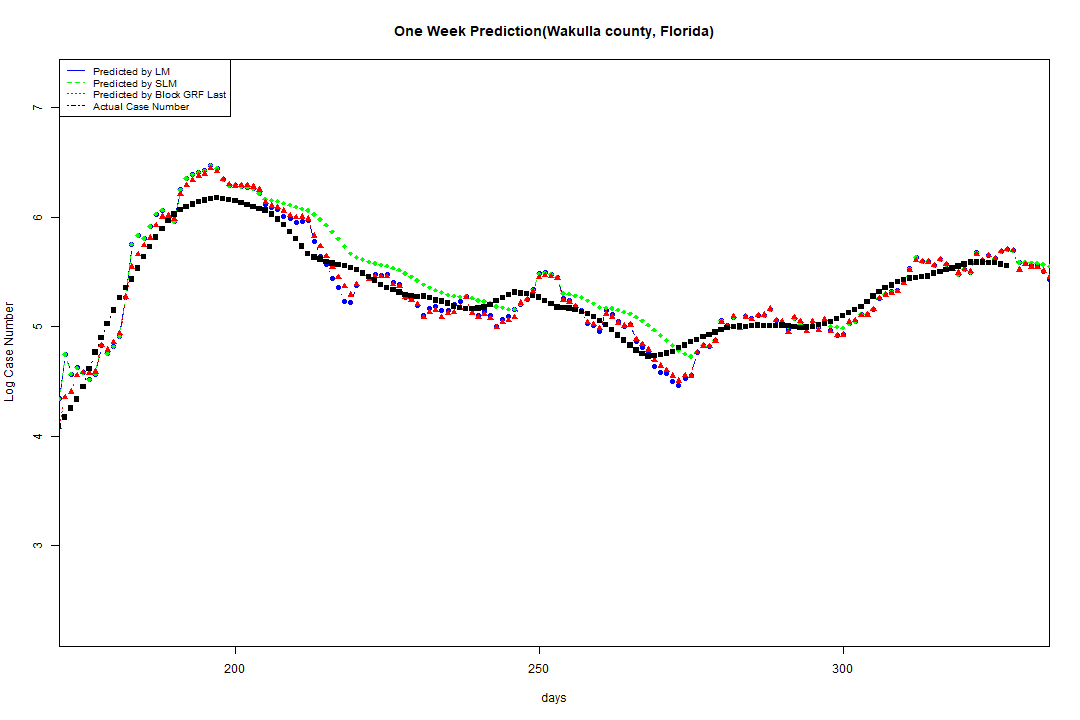 One Week Prediction(Wakulla county, Florida)
Predicted by LM
Predicted by SLM
Predicted by Block GRF Last
Actual Case Number
7
6
5
4
3
Log Case Number
200
250
300
days